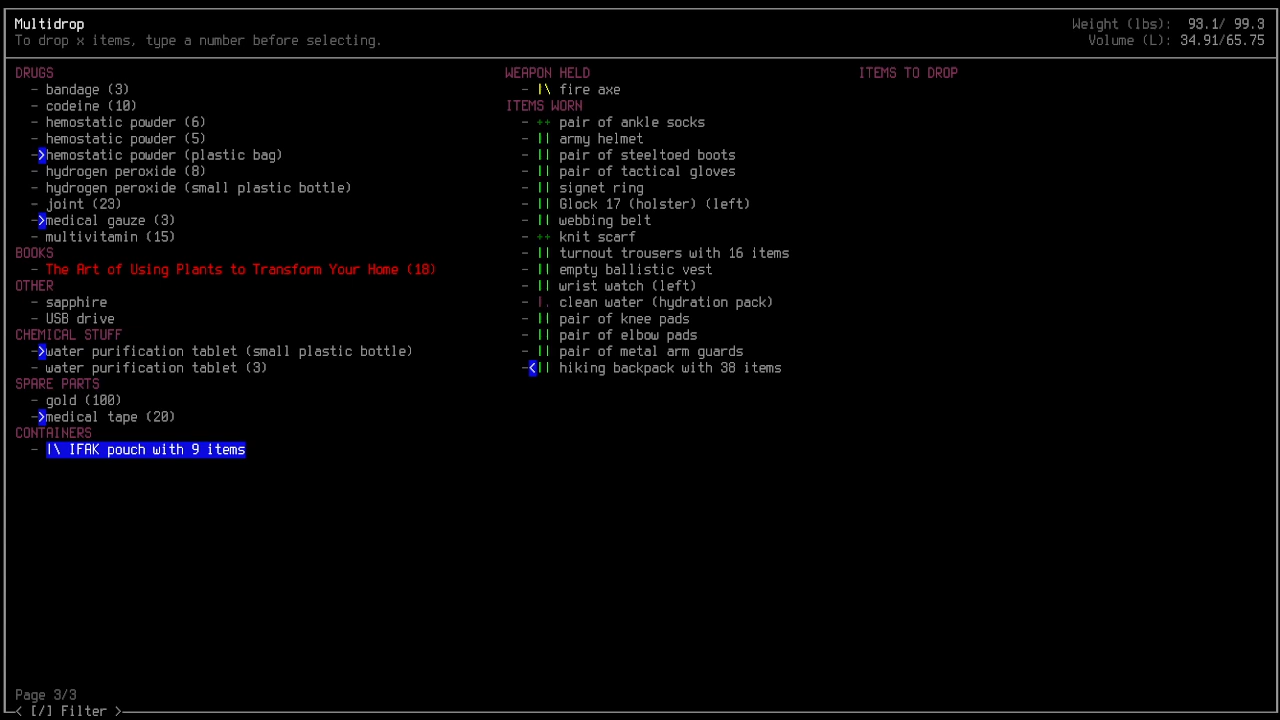 Multidrop
To drop x items, type a number before selecting.
Weight (lbs): 93.1/ 99.3
Volume (L): 34.91/65.75
DRUGS
- bandage (3)
- codeine (10)
- hemostatic powder (6)
- hemostatic powder (5)
->hemostatic powder (plastic bag)
- hydrogen peroxide (8)
- hydrogen peroxide (small plastic bottle)
- joint (23)
->medical gauze (3)
- multivitamin (15)
BOOKS
- The Art of Using Plants to Transform Your Home (18)
OTHER
- sapphire
- USB drive
CHEMICAL STUFF
->water purification tablet (small plastic bottle)
- water purification tablet (3)
SPARE PARTS
- gold (100)
->medical tape (20)
CONTAINERS
- |\ IFAK pouch with 9 items
WEAPON HELD
- |\ fire axe
ITEMS WORN
- ++ pair of ankle socks
- || army helmet
- || pair of steeltoed boots
- || pair of tactical gloves
- || signet ring
- || Glock 17 (holster) (left)
- || webbing belt
- ++ knit scarf
- || turnout trousers with 16 items
- || empty ballistic vest
- || wrist watch (left)
- |. clean water (hydration pack)
- || pair of knee pads
- || pair of elbow pads
- || pair of metal arm guards
-<|| hiking backpack with 38 items
ITEMS TO DROP
Page 3/3
< [/] Filter >